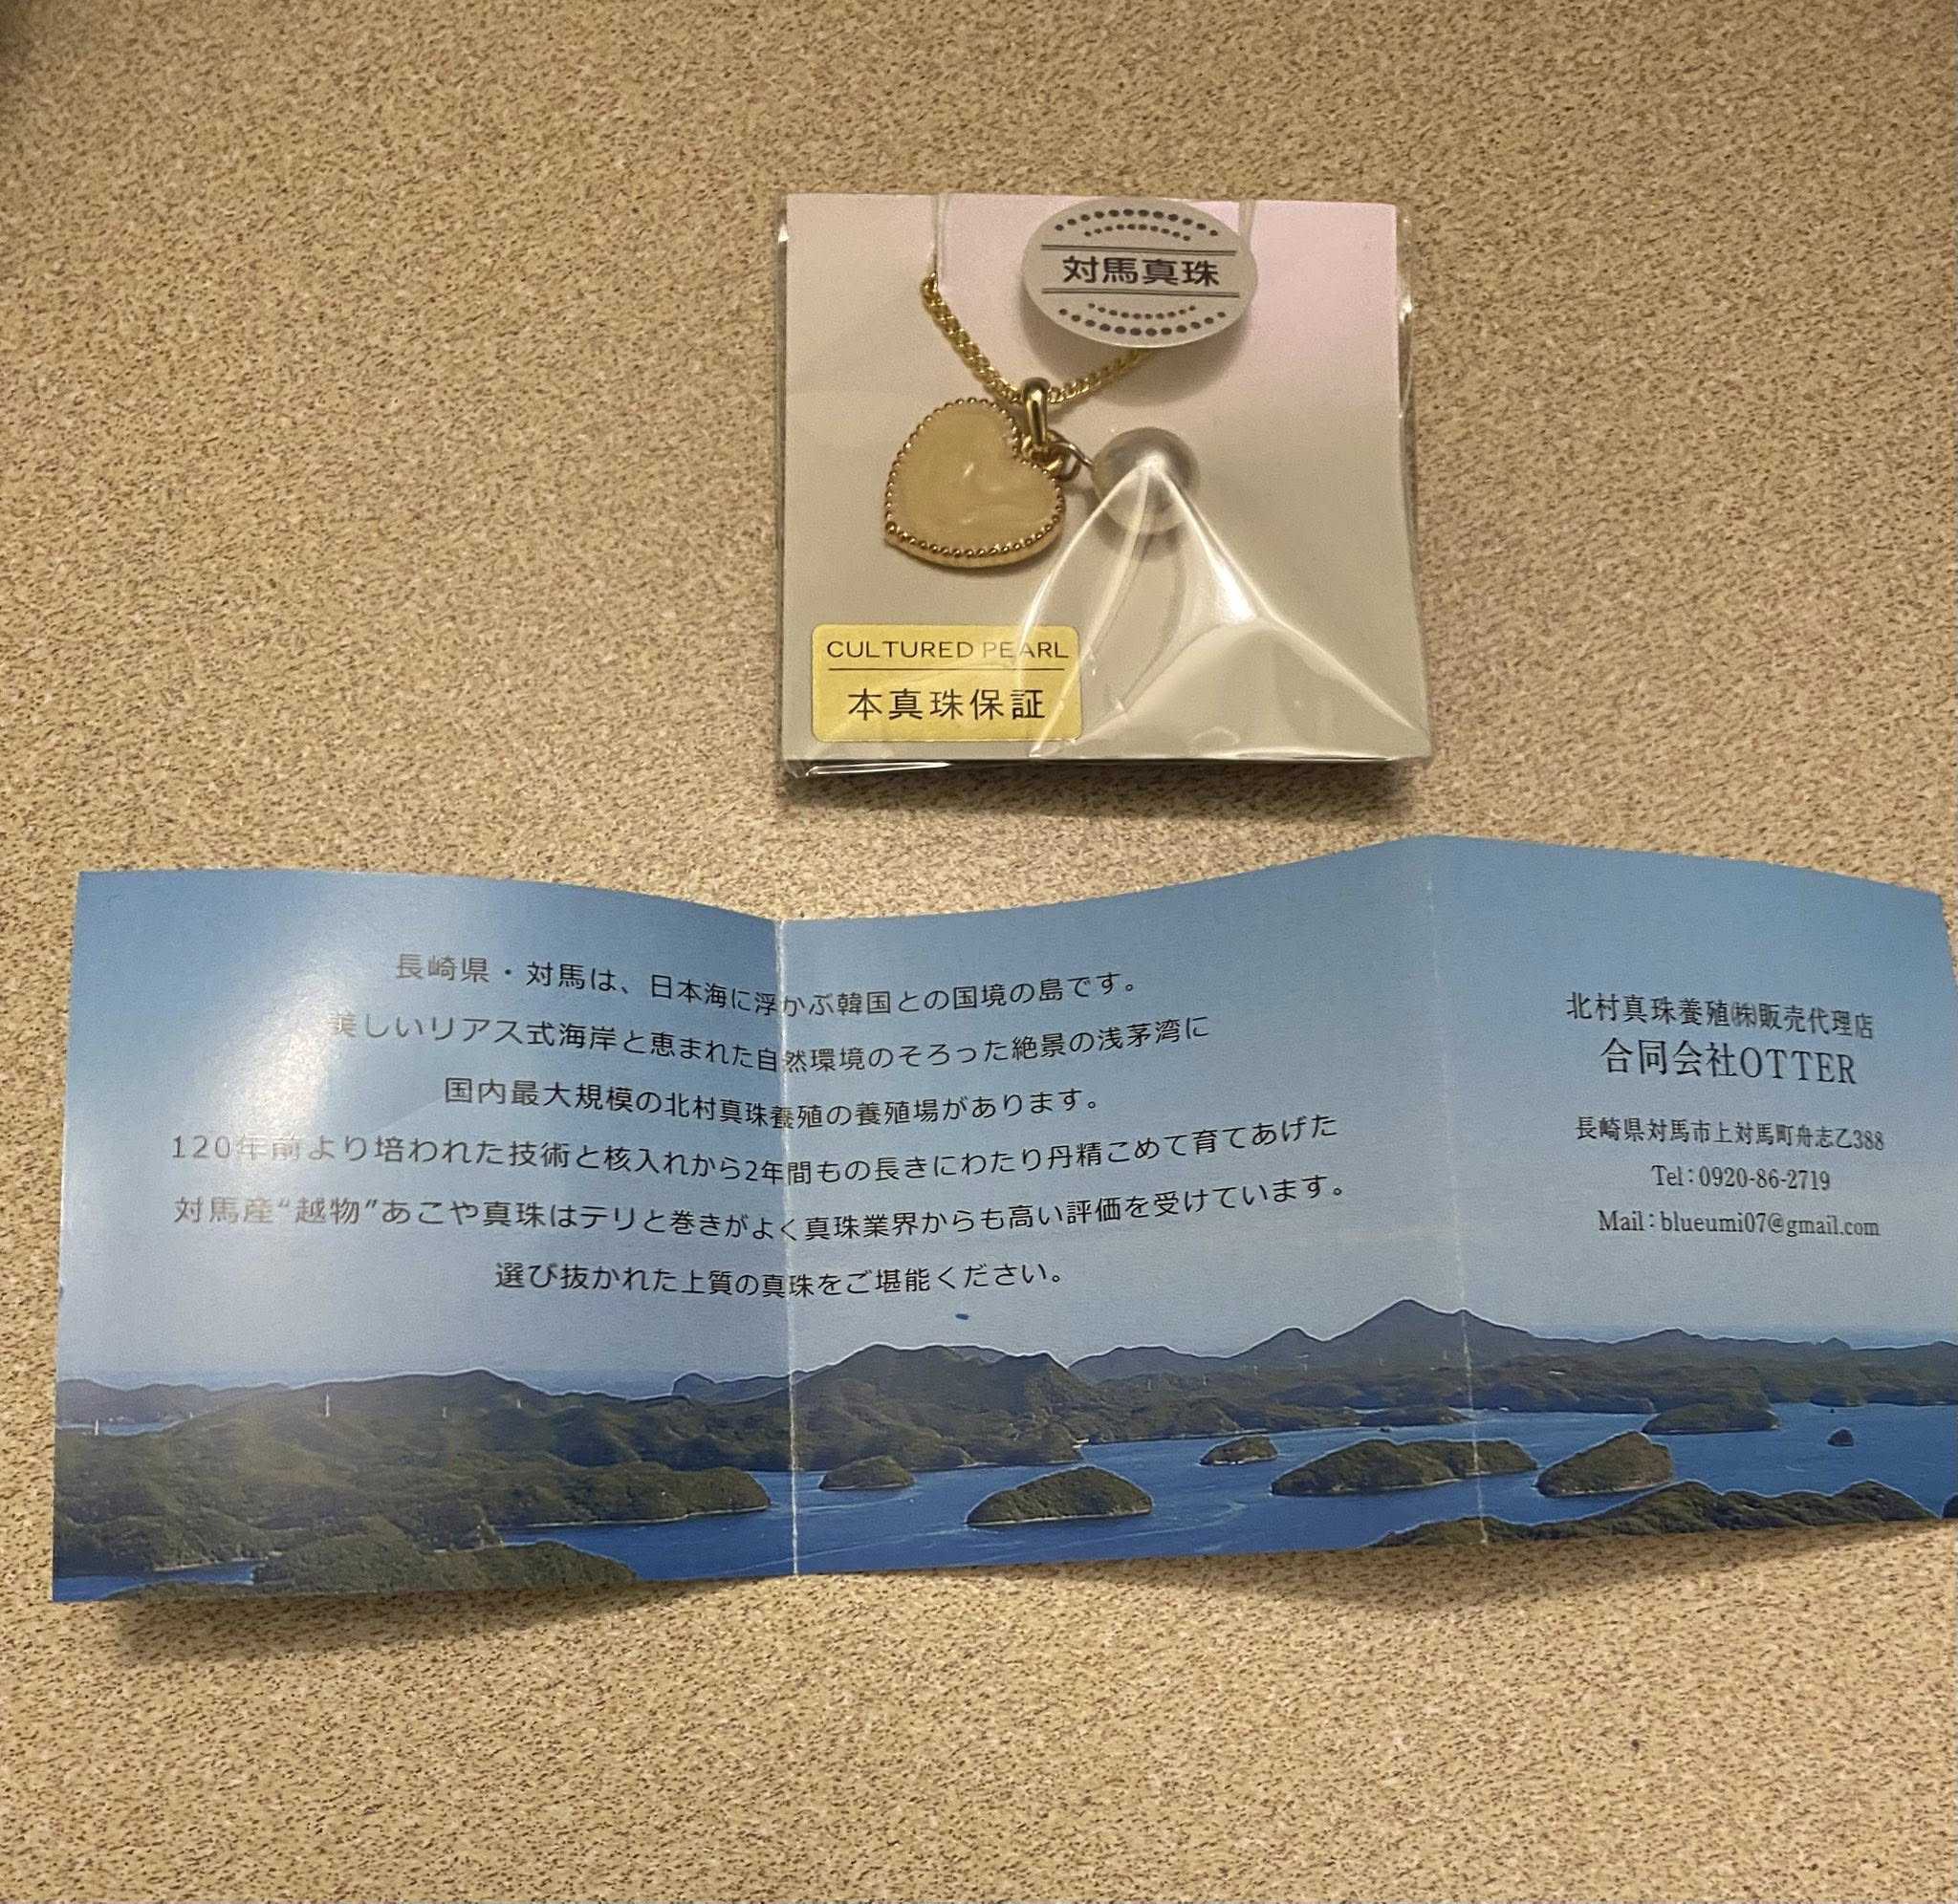 対馬真珠
CULTURED PEARL
本真珠保証
長崎県・対馬は、日本海に浮かぶ韓国との国境の島です。
美しいリアス式海岸と恵まれた自然環境のそろった絶景の浅茅湾に
国内最大規模の北村真珠養殖の養殖場があります。
120年前より培われた技術と核入れから2年間もの長きにわたり丹精こめて育てあげた
対馬産“越物”あこや真珠はテリと巻きがよく真珠業界からも高い評価を受けています。
選び抜かれた上質の真珠をご堪能ください。
北村真珠養殖㈱販売代理店
合同会社OTTER
長崎県対馬市上対馬町舟志乙388
Tel:0920-86-2719
Mail:blueumi07@gmail.com